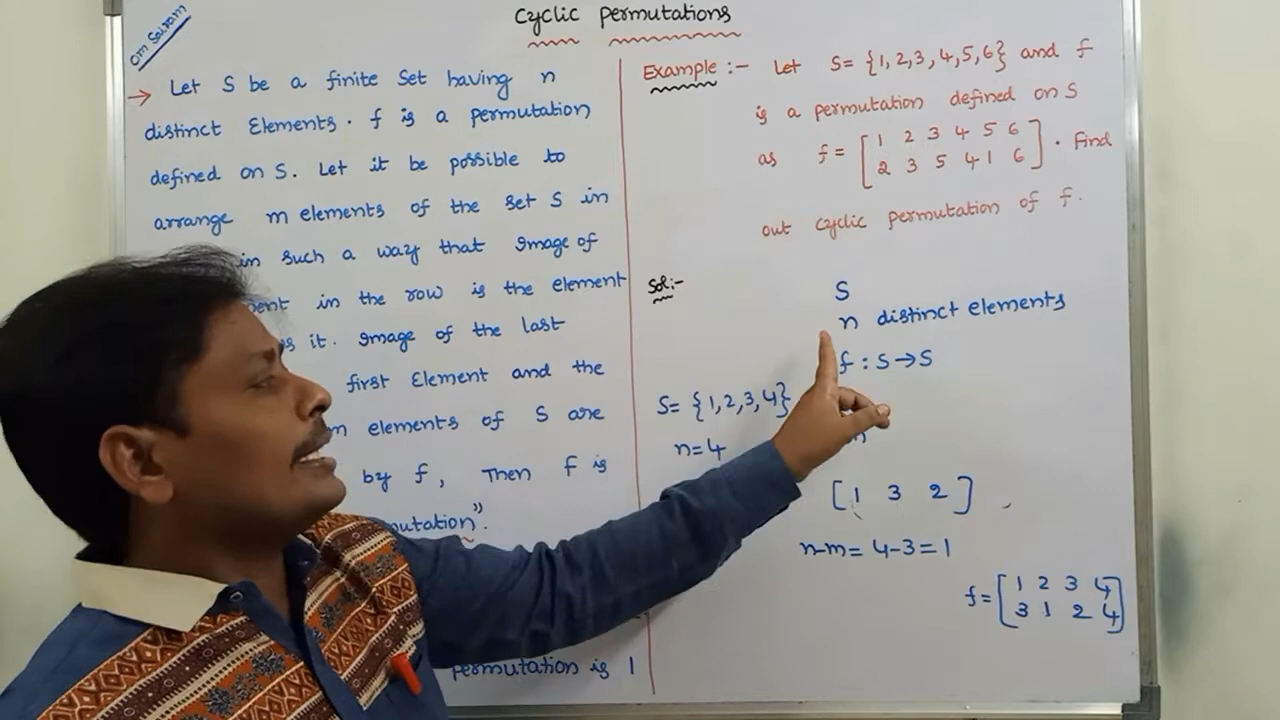 om Sairam
Cyclic permutations
→ Let S be a finite Set having n
distinct Elements. f is a permutation
defined on S. Let it be possible to
arrange m elements of the set S in
in such a way that image of
in the row is the element
it. image of the last
first Element and the
elements of S are
by f, Then f is
permutation is 1
Example :- Let S= {1,2,3,4,5,6} and f
is a permutation defined on S
as f= [1 2 3 4 5 6
2 3 5 4 1 6] . Find
out cyclic permutation of f.
Sol:-
S
n distinct elements
f : S→S
S= {1,2,3,4}
n=4
[1 3 2]
n-m= 4-3=1
f= [1 2 3 4
3 1 2 4]